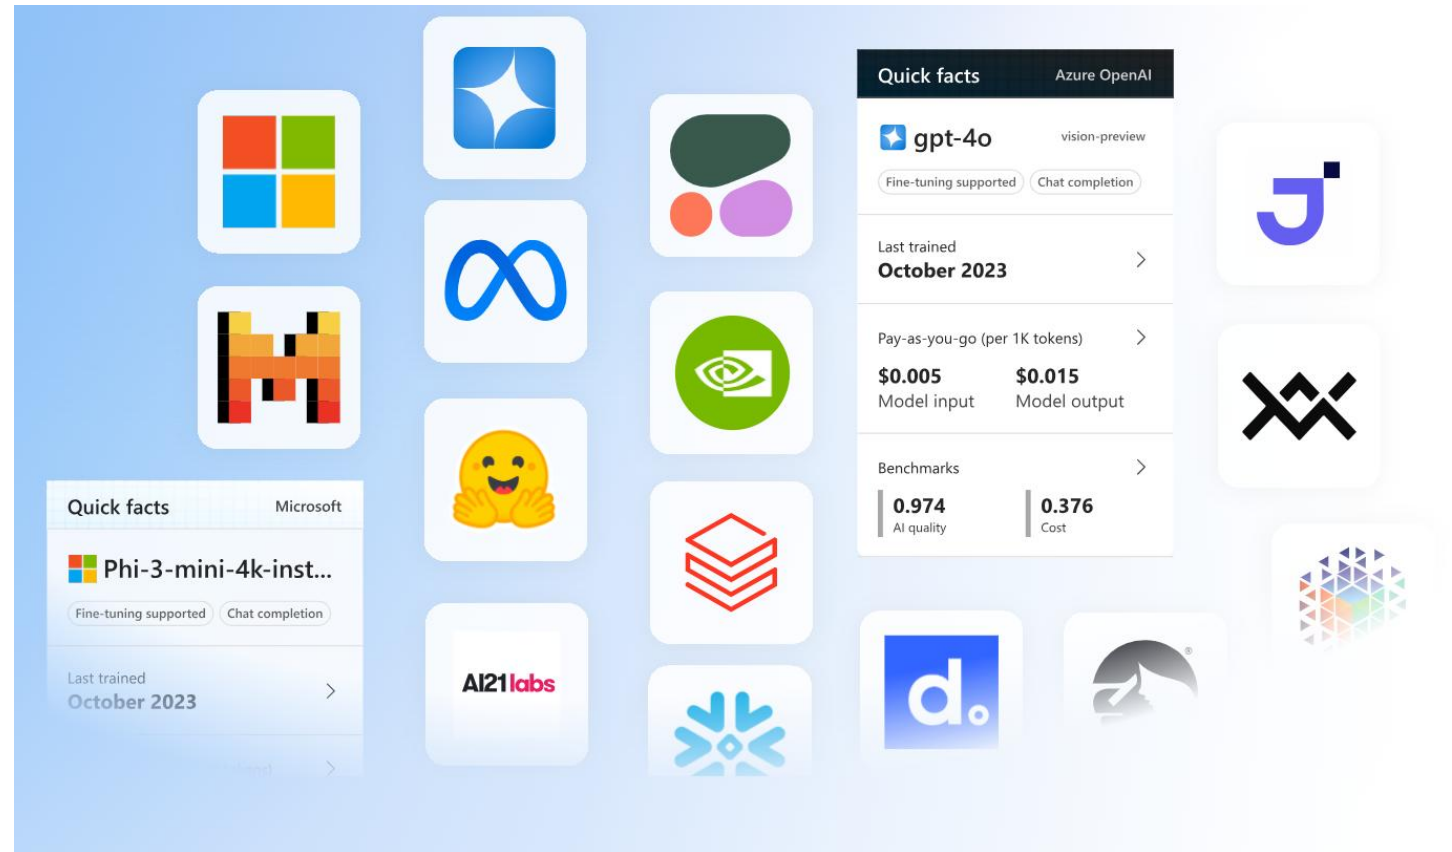 Quick facts Azure OpenAI
gpt-4o vision-preview
Fine-tuning supported Chat completion
Last trained
October 2023
Pay-as-you-go (per 1K tokens)
$0.005 $0.015
Model input Model output
Benchmarks
0.974 0.376
AI quality Cost
Quick facts Microsoft
Phi-3-mini-4k-inst...
Fine-tuning supported Chat completion
Last trained
October 2023
AI21labs
d.
®